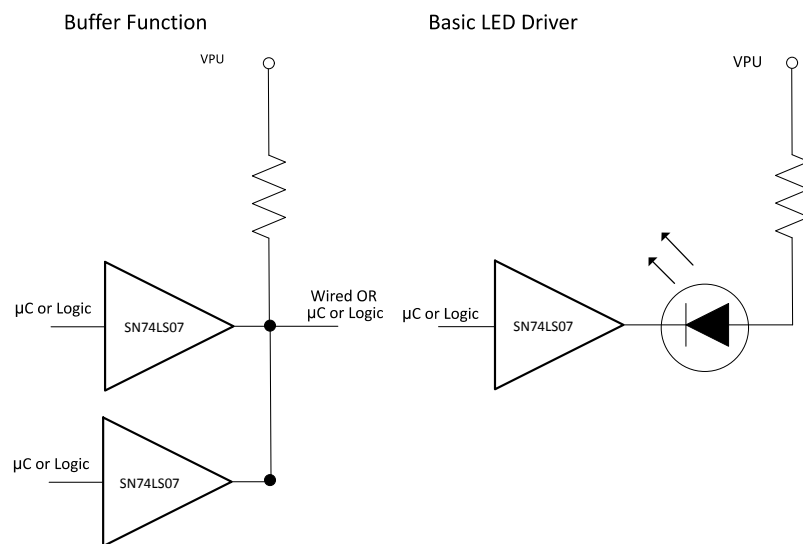 Buffer Function
VPU
µC or Logic
SN74LS07
Wired OR
µC or Logic
µC or Logic
SN74LS07
Basic LED Driver
VPU
µC or Logic
SN74LS07